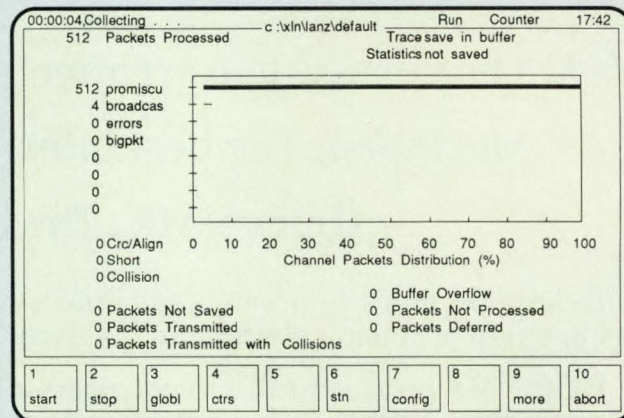 00:00:04,Collecting . . . c :\xln\lanz\default Run Counter 17:42
512 Packets Processed Trace save in buffer
Statistics not saved
512 promiscu
4 broadcas
0 errors
0 bigpkt
0
0
0
0
0 10 20 30 40 50 60 70 80 90 100
Channel Packets Distribution (%)
0 Crc/Align
0 Short
0 Collision
0 Buffer Overflow
0 Packets Not Saved 0 Packets Not Processed
0 Packets Transmitted 0 Packets Deferred
0 Packets Transmitted with Collisions
1 2 3 4 5 6 7 8 9 10
start stop globl ctrs stn config more abort